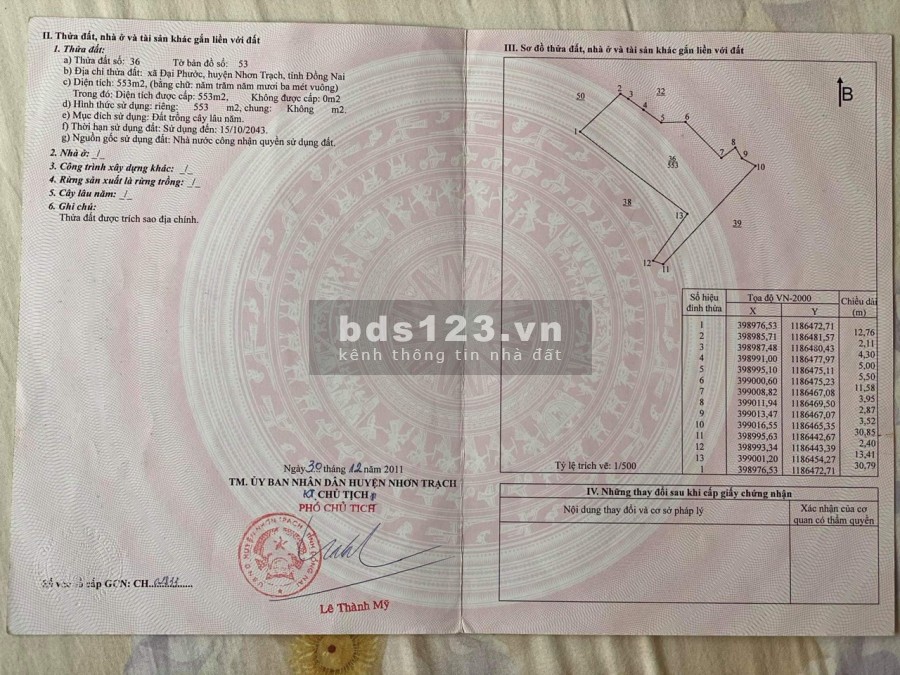 II. Thửa đất, nhà ở và tài sản khác gắn liền với đất
1. Thửa đất:
a) Thửa đất số: 36 Tờ bản đồ số: 53
b) Địa chỉ thửa đất: xã Đại Phước, huyện Nhơn Trạch, tỉnh Đồng Nai
c) Diện tích: 553m2, (bằng chữ: năm trăm năm mươi ba mét vuông)
Trong đó: Diện tích được cấp: 553m2, Không được cấp: 0m2
d) Hình thức sử dụng: riêng: 553 m2, chung: Không m2.
e) Mục đích sử dụng: Đất trồng cây lâu năm.
f) Thời hạn sử dụng đất: Sử dụng đến: 15/10/2043.
g) Nguồn gốc sử dụng đất: Nhà nước công nhận quyền sử dụng đất.
2. Nhà ở: _/_
3. Công trình xây dựng khác: _/_
4. Rừng sản xuất là rừng trồng: _/_
5. Cây lâu năm: _/_
6. Ghi chú:
Thửa đất được trích sao địa chính.
Ngày 30 tháng 12 năm 2011
TM. ỦY BAN NHÂN DÂN HUYỆN NHƠN TRẠCH
KT CHỦ TỊCH
PHÓ CHỦ TỊCH
Lê Thành Mỹ
Số vào sổ cấp GCN: CH
III. Sơ đồ thửa đất, nhà ở và tài sản khác gắn liền với đất
B
50
32
2
3
4
5
6
1
7
8
9
10
36
553
38
13
39
12
11
Số hiệu đỉnh thửa Tọa độ VN-2000 Chiều dài (m)
X Y
1 398976,53 1186472,71
12,76
2 398985,71 1186481,57
2,11
3 398987,48 1186480,43
4,30
4 398991,00 1186477,97
5,00
5 398995,10 1186475,11
5,50
6 399000,60 1186475,23
11,58
7 399008,82 1186467,08
3,95
8 399011,94 1186469,50
2,87
9 399013,47 1186467,07
3,52
10 399016,55 1186465,35
30,85
11 398995,63 1186442,67
2,40
12 398993,34 1186443,39
13,41
13 399001,20 1186454,27
30,79
1 398976,53 1186472,71
Tỷ lệ trích vẽ: 1/500
IV. Những thay đổi sau khi cấp giấy chứng nhận
Nội dung thay đổi và cơ sở pháp lý
Xác nhận của cơ
quan có thẩm quyền
bds123.vn
kênh thông tin nhà đất